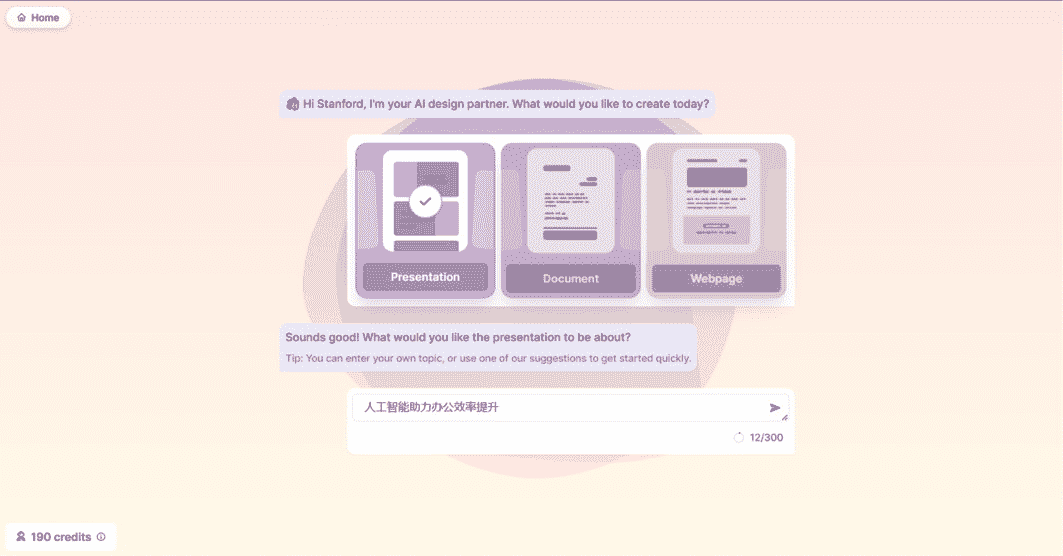 Home
Hi Stanford, I'm your AI design partner. What would you like to create today?
Presentation
Document
Webpage
Sounds good! What would you like the presentation to be about?
Tip: You can enter your own topic, or use one of our suggestions to get started quickly.
人工智能助力办公效率提升
12/300
190 credits